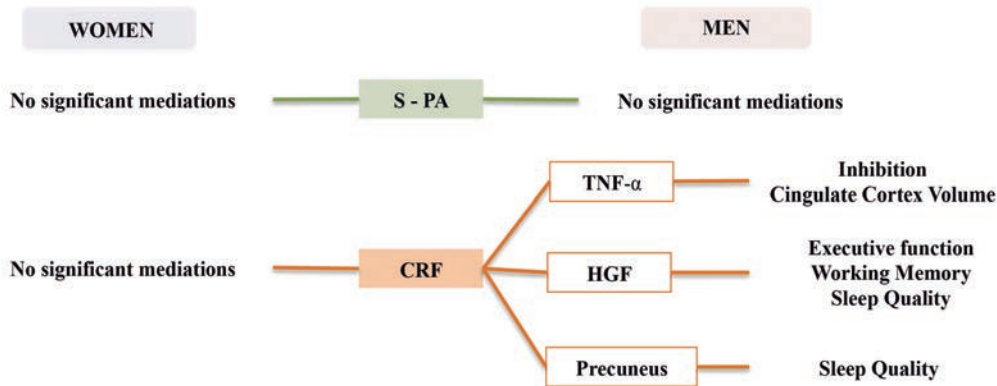 WOMEN
MEN
No significant mediations
S - PA
No significant mediations
TNF-α
Inhibition
Cingulate Cortex Volume
No significant mediations
CRF
HGF
Executive function
Working Memory
Sleep Quality
Precuneus
Sleep Quality